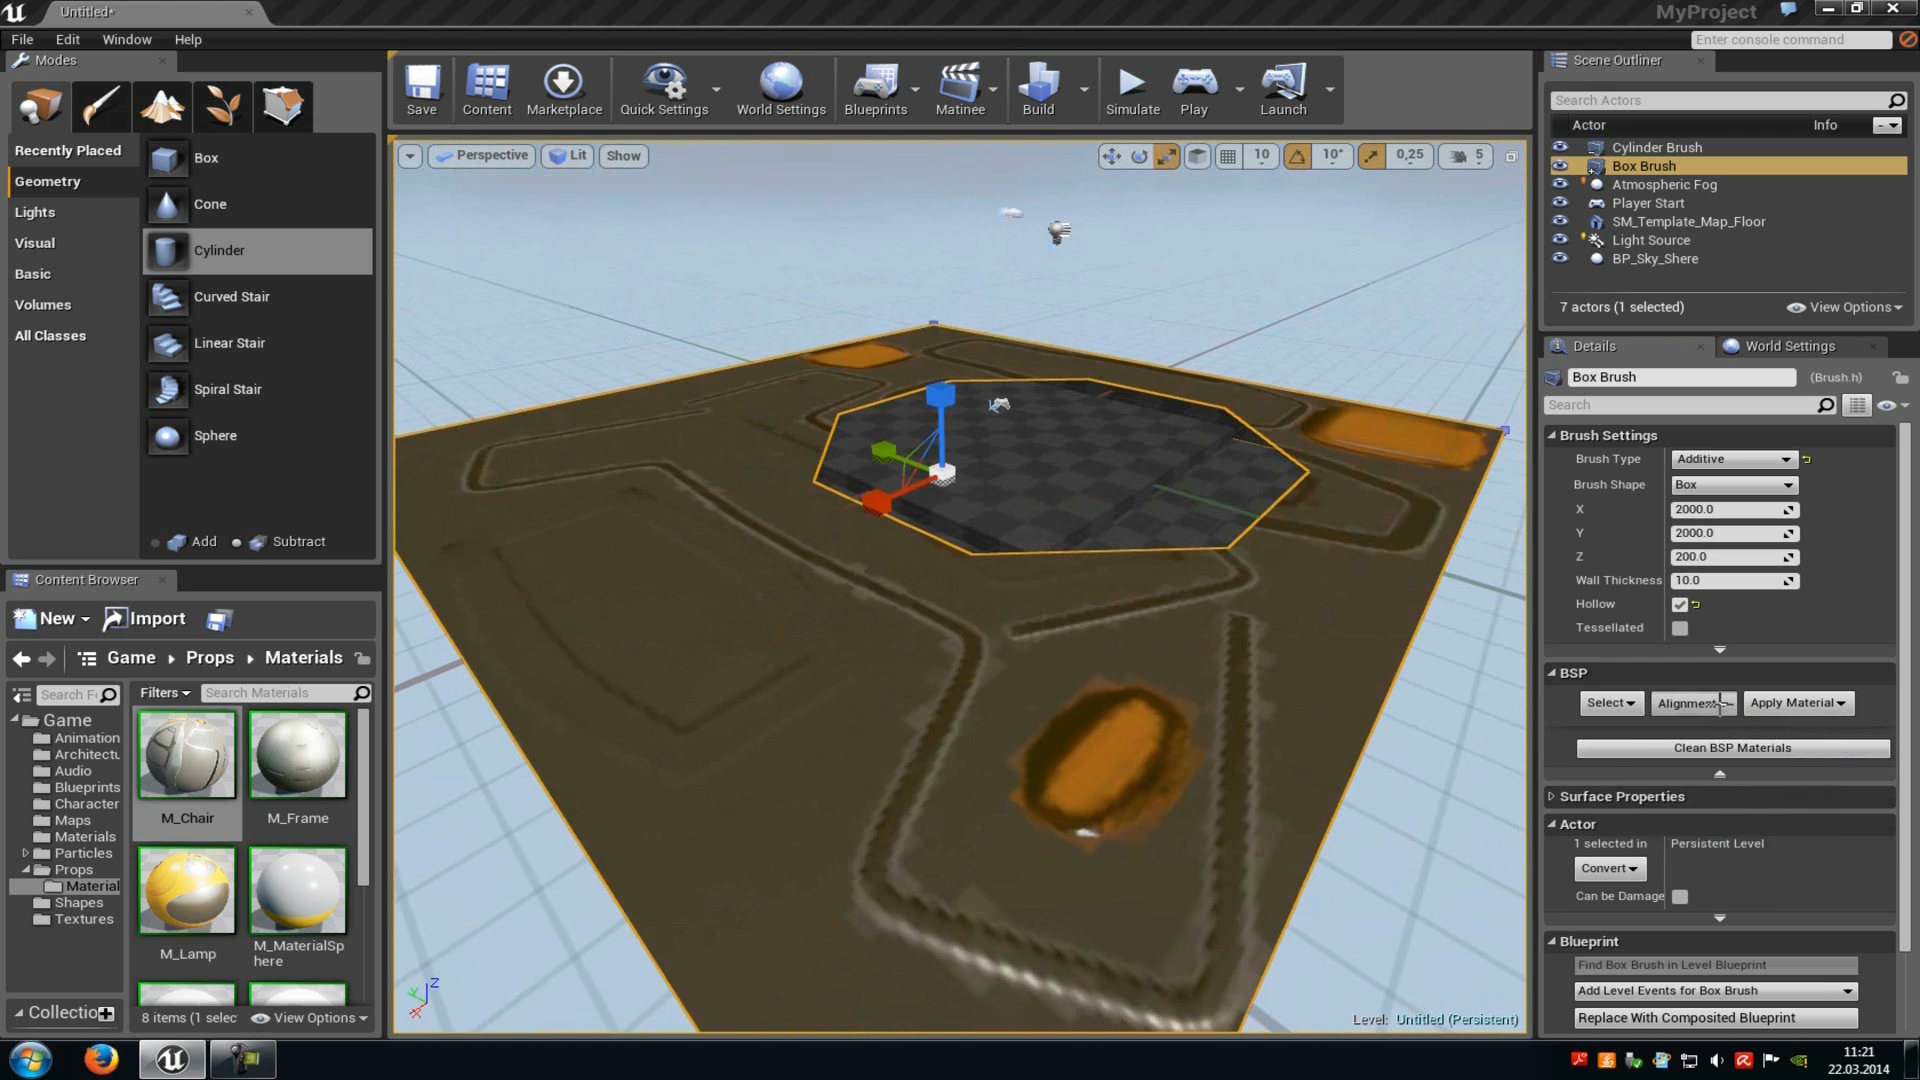 Untitled*
MyProject
File Edit Window Help
Enter console command
Modes
Recently Placed
Geometry
Lights
Visual
Basic
Volumes
All Classes
Box
Cone
Cylinder
Curved Stair
Linear Stair
Spiral Stair
Sphere
Add Subtract
Save Content Marketplace Quick Settings World Settings Blueprints Matinee Build Simulate Play Launch
Perspective Lit Show
10 10° 0,25 5
Level: Untitled (Persistent)
Content Browser
New Import
Game Props Materials
Filters Search Materials
Game
Animation
Architectu
Audio
Blueprints
Character
Maps
Materials
Particles
Props
Material
Shapes
Textures
Collectio
M_Chair
M_Frame
M_Lamp
M_MaterialSp
here
8 items (1 selec View Options
Scene Outliner
Search Actors
Actor Info
Cylinder Brush
Box Brush
Atmospheric Fog
Player Start
SM_Template_Map_Floor
Light Source
BP_Sky_Shere
7 actors (1 selected) View Options
Details World Settings
Box Brush (Brush.h)
Search
Brush Settings
Brush Type Additive
Brush Shape Box
X 2000.0
Y 2000.0
Z 200.0
Wall Thickness 10.0
Hollow
Tessellated
BSP
Select Alignment Apply Material
Clean BSP Materials
Surface Properties
Actor
1 selected in Persistent Level
Convert
Can be Damage
Blueprint
Find Box Brush in Level Blueprint
Add Level Events for Box Brush
Replace With Composited Blueprint
11:21
22.03.2014